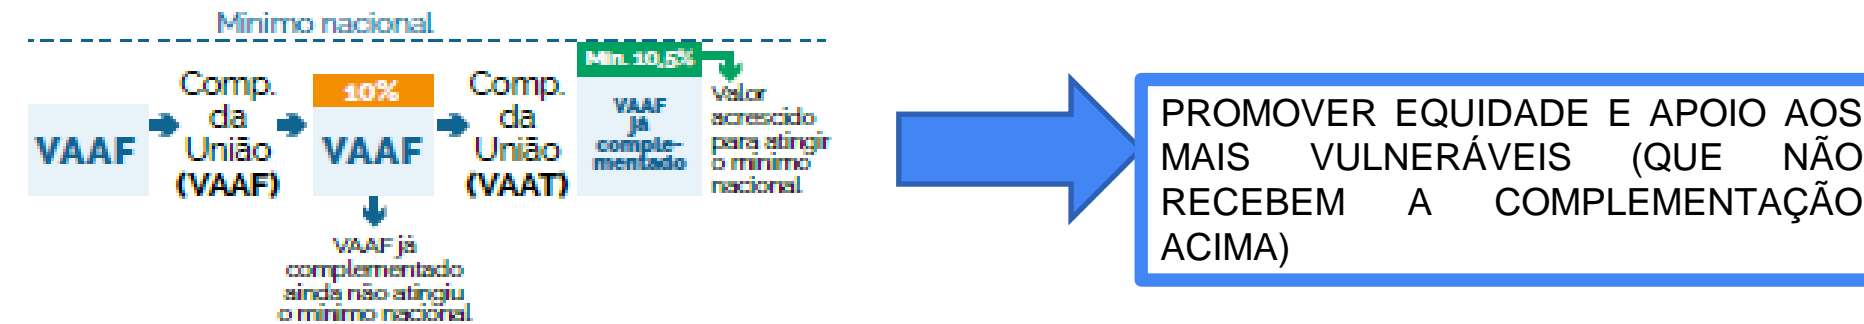 Mínimo nacional
VAAF
Comp.
da
União
(VAAF)
10%
VAAF
VAAF já
complementado
ainda não atingiu
o mínimo nacional
Comp.
da
União
(VAAT)
Min. 10,5%
VAAF
já
comple-
mentado
Valor
acrescido
para atingir
o mínimo
nacional
PROMOVER EQUIDADE E APOIO AOS
MAIS VULNERÁVEIS (QUE NÃO
RECEBEM A COMPLEMENTAÇÃO
ACIMA)